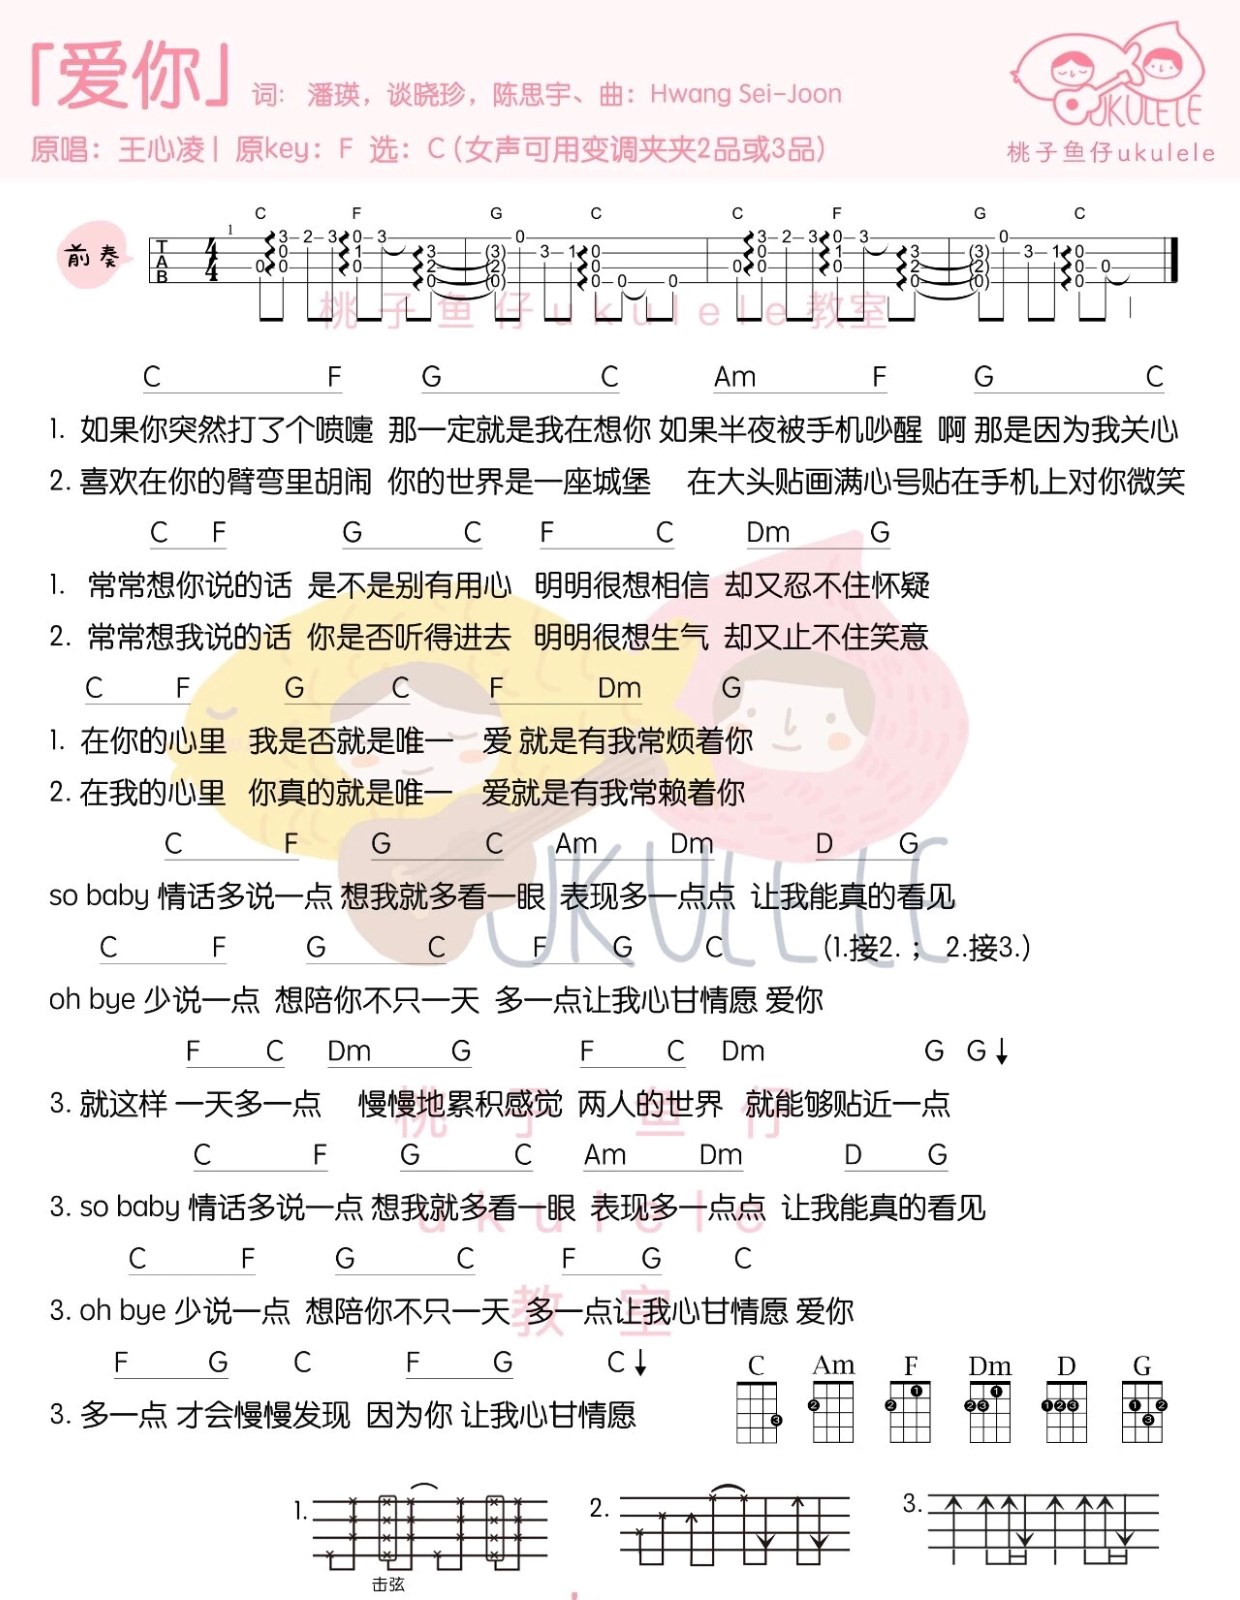 「爱你」 词: 潘瑛，谈晓珍，陈思宇、曲：Hwang Sei-Joon
原唱：王心凌| 原key：F 选：C（女声可用变调夹夹2品或3品）
UKULELE
桃子鱼仔ukulele
C F G C C F G C
前奏
1
T A B 4 4
桃子鱼仔ukulele教室
C F G C Am F G C
1. 如果你突然打了个喷嚏 那一定就是我在想你 如果半夜被手机吵醒 啊 那是因为我关心
2. 喜欢在你的臂弯里胡闹 你的世界是一座城堡 在大头贴画满心号贴在手机上对你微笑
C F G C F C Dm G
1. 常常想你说的话 是不是别有用心 明明很想相信 却又忍不住怀疑
2. 常常想我说的话 你是否听得进去 明明很想生气 却又止不住笑意
C F G C F Dm G
1. 在你的心里 我是否就是唯一 爱 就是有我常烦着你
2. 在我的心里 你真的就是唯一 爱就是有我常赖着你
C F G C Am Dm D G
so baby 情话多说一点 想我就多看一眼 表现多一点点 让我能真的看见
UKULELE
C F G C F G C (1.接2.； 2.接3.)
oh bye 少说一点 想陪你不只一天 多一点让我心甘情愿 爱你
F C Dm G F C Dm G G↓
3. 就这样 一天多一点 慢慢地累积感觉 两人的世界 就能够贴近一点
桃子鱼仔
C F G C Am Dm D G
3. so baby 情话多说一点 想我就多看一眼 表现多一点点 让我能真的看见
ukulele
C F G C F G C
3. oh bye 少说一点 想陪你不只一天 多一点让我心甘情愿 爱你
教室
F G C F G C↓
3. 多一点 才会慢慢发现 因为你 让我心甘情愿
C Am F Dm D G
1. 2. 3.
击弦